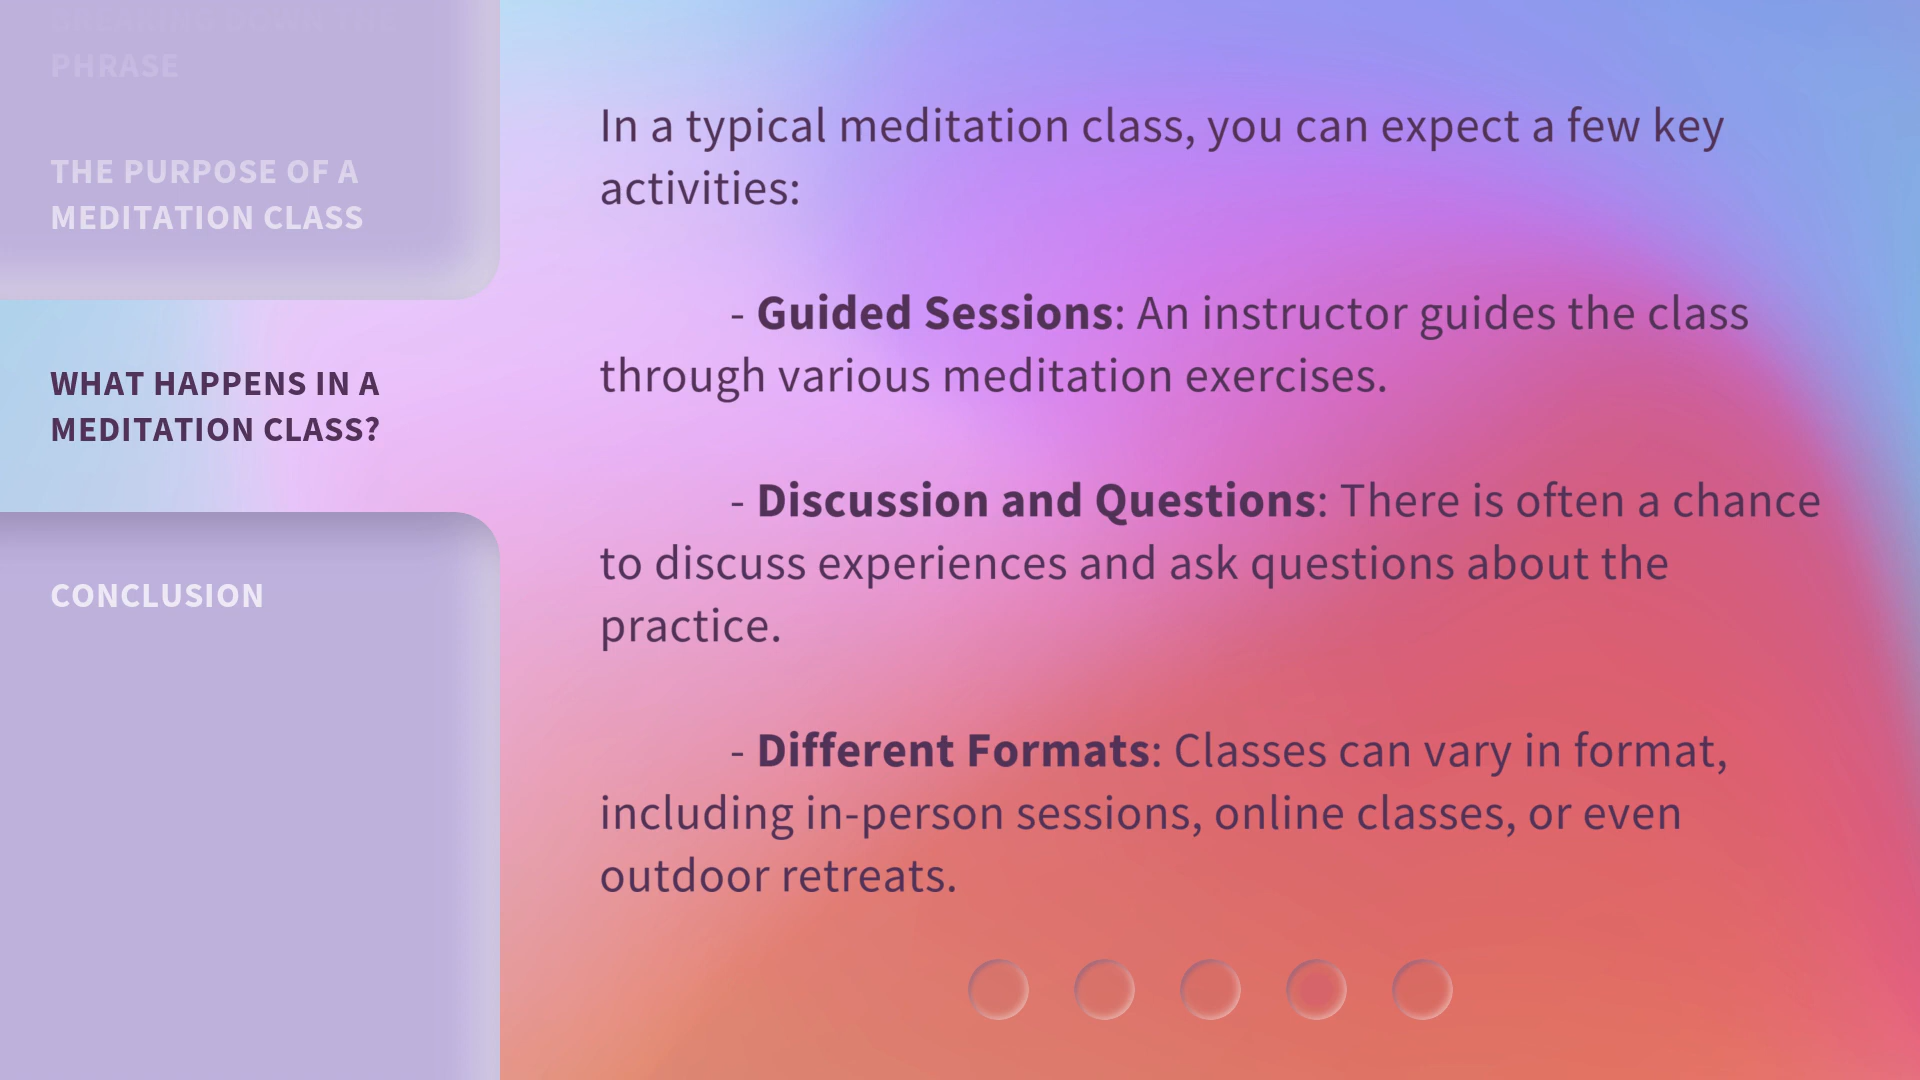 BREAKING DOWN THE
PHRASE
THE PURPOSE OF A
MEDITATION CLASS
WHAT HAPPENS IN A
MEDITATION CLASS?
CONCLUSION
In a typical meditation class, you can expect a few key
activities:
- Guided Sessions: An instructor guides the class
through various meditation exercises.
- Discussion and Questions: There is often a chance
to discuss experiences and ask questions about the
practice.
- Different Formats: Classes can vary in format,
including in-person sessions, online classes, or even
outdoor retreats.